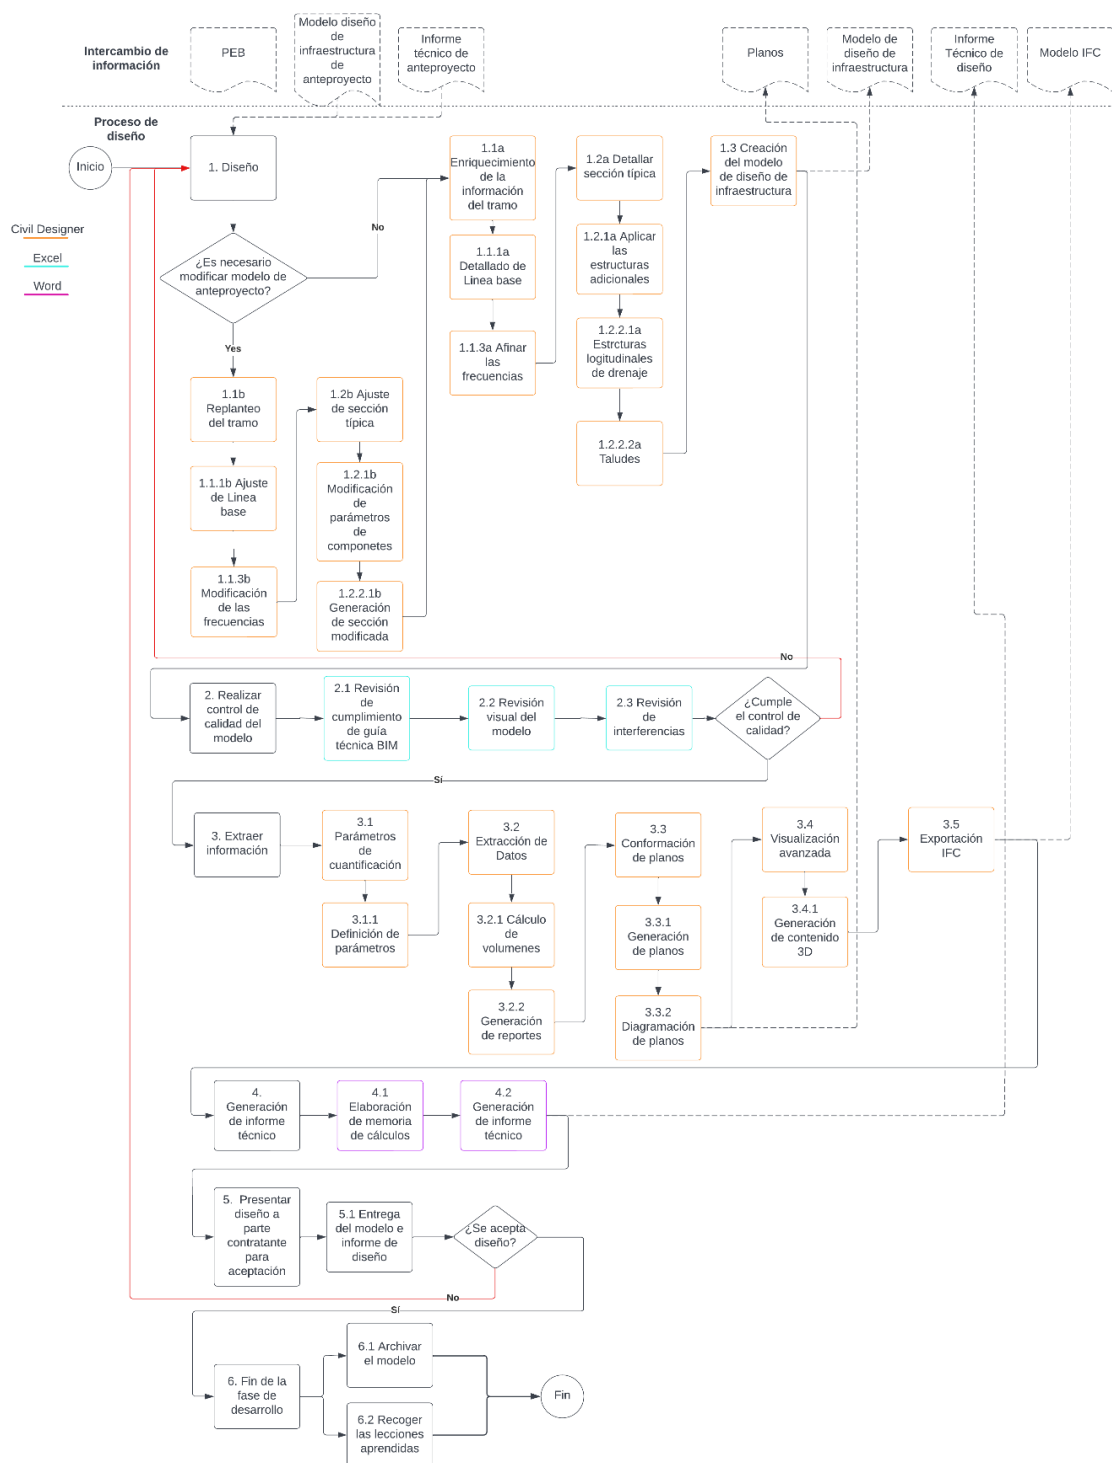 Intercambio de
información
PEB
Modelo diseño
de
infraestructura
de
anteproyecto
Informe
técnico de
anteproyecto
Planos
Modelo de
diseño de
infraestructura
Informe
Técnico de
diseño
Modelo IFC
Proceso de
diseño
Inicio
1. Diseño
1.1a
Enriquecimiento
de la
información
del tramo
1.2a Detallar
sección típica
1.3 Creación
del modelo
de diseño de
infraestructura
No
Civil Designer
Excel
Word
¿Es necesario
modificar modelo de
anteproyecto?
1.1.1a
Detallado de
Linea base
1.2.1a Aplicar
las
estructuras
adicionales
1.1.3a Afinar
las
frecuencias
1.2.2.1a
Estrcturas
logitudinales
de drenaje
Yes
1.1b
Replanteo
del tramo
1.2b Ajuste
de sección
típica
1.2.2.2a
Taludes
1.1.1b Ajuste
de Linea
base
1.2.1b
Modificación
de
parámetros
de
componetes
1.1.3b
Modificación
de las
frecuencias
1.2.2.1b
Generación
de sección
modificada
No
2. Realizar
control de
calidad del
modelo
2.1 Revisión
de
cumplimiento
de guía
técnica BIM
2.2 Revisión
visual del
modelo
2.3 Revisión
de
interferencias
¿Cumple
el control de
calidad?
Sí
3. Extraer
información
3.1
Parámetros
de
cuantificación
3.2
Extracción de
Datos
3.3
Conformación
de planos
3.4
Visualización
avanzada
3.5
Exportación
IFC
3.1.1
Definición de
parámetros
3.2.1 Cálculo
de
volumenes
3.3.1
Generación
de planos
3.4.1
Generación
de contenido
3D
3.2.2
Generación
de reportes
3.3.2
Diagramación
de planos
4.
Generación
de informe
técnico
4.1
Elaboración
de memoria
de cálculos
4.2
Generación
de informe
técnico
5. Presentar
diseño a
parte
contratante
para
aceptación
5.1 Entrega
del modelo e
informe de
diseño
¿Se acepta
diseño?
No
Sí
6. Fin de la
fase de
desarrollo
6.1 Archivar
el modelo
6.2 Recoger
las lecciones
aprendidas
Fin